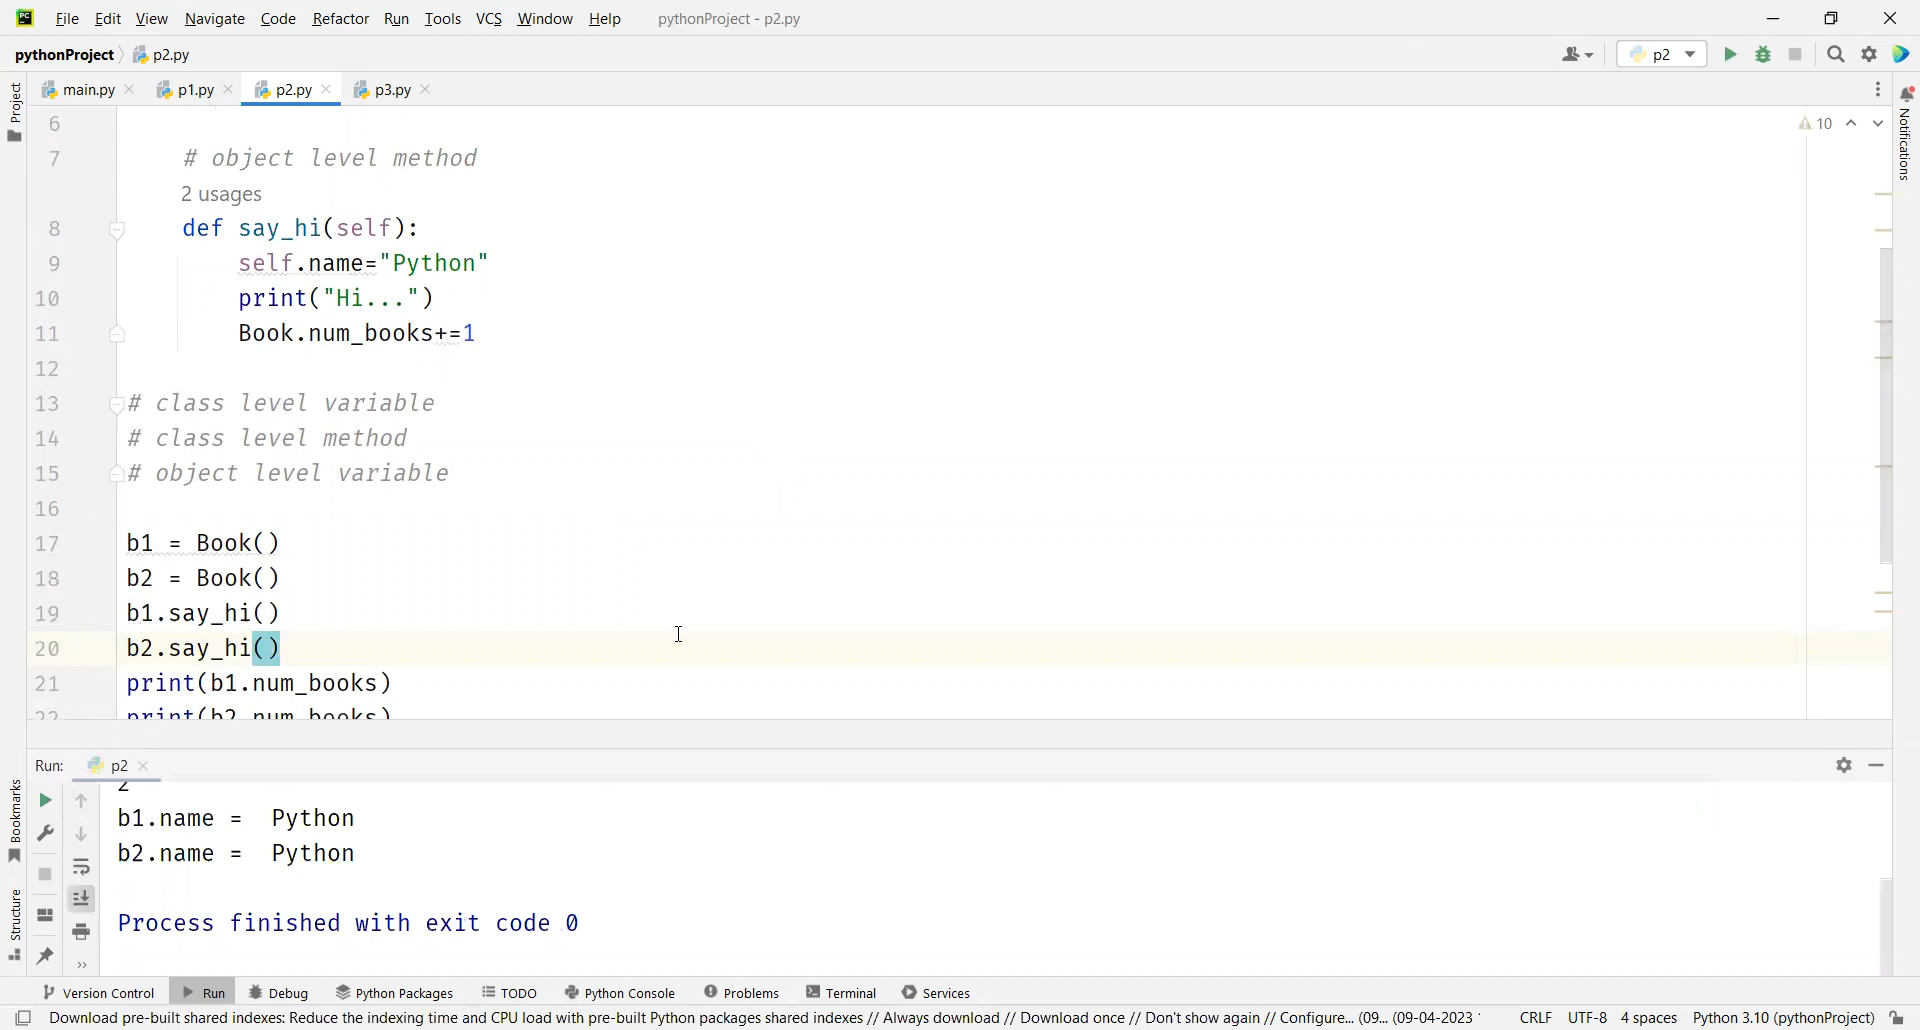 PC File Edit View Navigate Code Refactor Run Tools VCS Window Help pythonProject - p2.py
pythonProject p2.py p2
main.py p1.py p2.py p3.py
Project
Notifications
6 10
7 # object level method
2 usages
8 def say_hi(self):
9 self.name="Python"
10 print("Hi...")
11 Book.num_books+=1
12
13 # class level variable
14 # class level method
15 # object level variable
16
17 b1 = Book()
18 b2 = Book()
19 b1.say_hi()
20 b2.say_hi()
21 print(b1.num_books)
22 print(b2.num_books)
Run: p2
2
b1.name = Python
b2.name = Python
Process finished with exit code 0
Bookmarks
Structure
Version Control Run Debug Python Packages TODO Python Console Problems Terminal Services
Download pre-built shared indexes: Reduce the indexing time and CPU load with pre-built Python packages shared indexes // Always download // Download once // Don't show again // Configure... (09... (09-04-2023 CRLF UTF-8 4 spaces Python 3.10 (pythonProject)